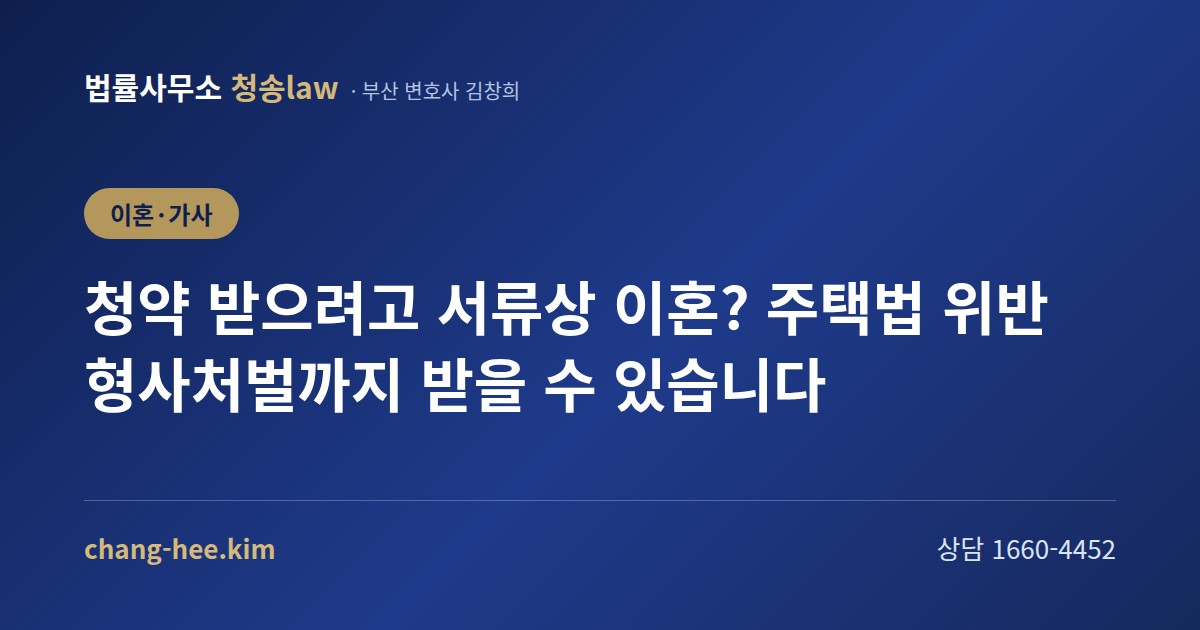 법률사무소 청송law · 부산 변호사 김창희
이혼·가사
청약 받으려고 서류상 이혼? 주택법 위반
형사처벌까지 받을 수 있습니다
chang-hee.kim
상담 1660-4452